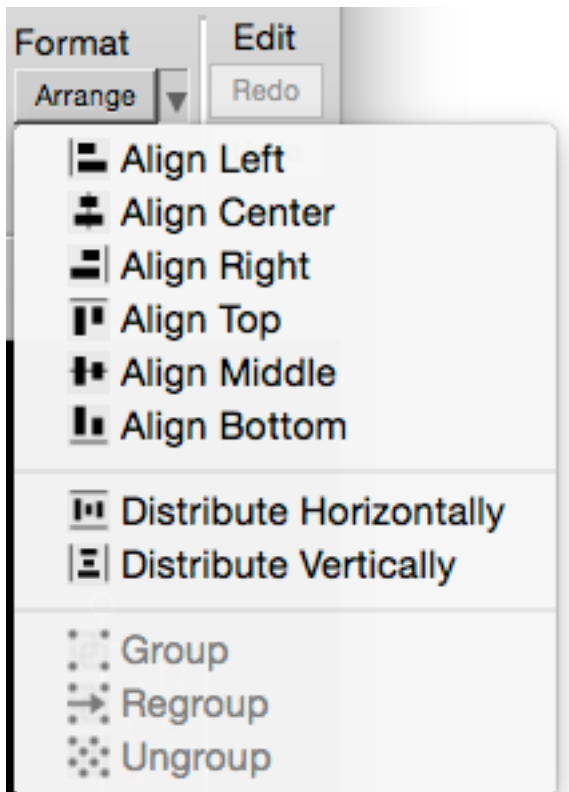 Format Edit
Arrange Redo
Align Left
Align Center
Align Right
Align Top
Align Middle
Align Bottom
Distribute Horizontally
Distribute Vertically
Group
Regroup
Ungroup